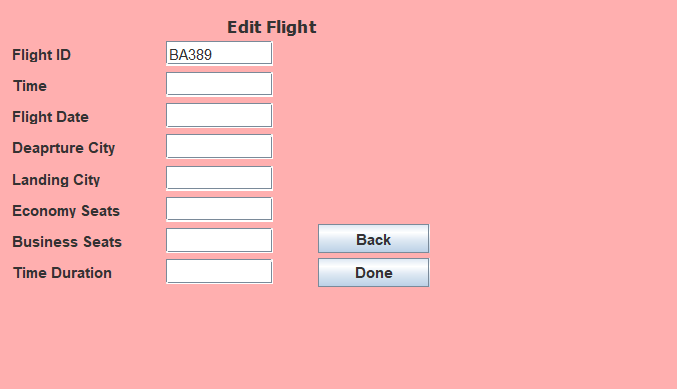 Edit Flight
Flight ID BA389
Time
Flight Date
Deaprture City
Landing City
Economy Seats
Business Seats Back
Time Duration Done